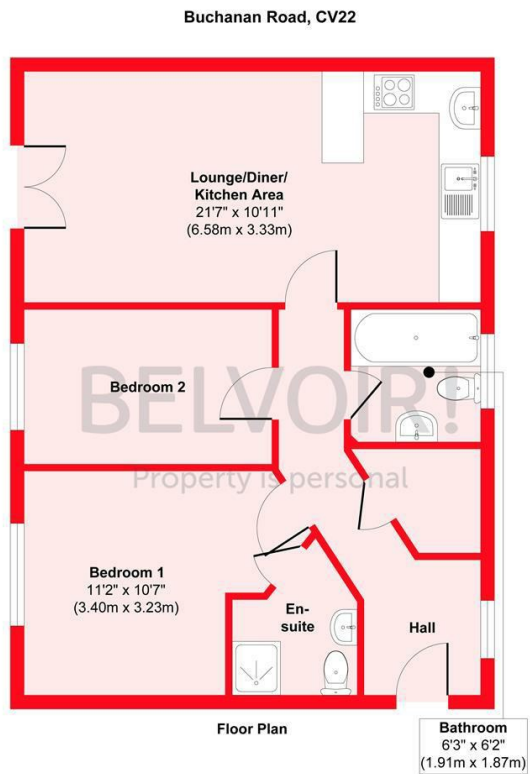 Buchanan Road, CV22
Lounge/Diner/
Kitchen Area
21'7" x 10'11"
(6.58m x 3.33m)
Bedroom 2
BELVOIR!
Property is personal
Bedroom 1
11'2" x 10'7"
(3.40m x 3.23m)
En-
suite
Hall
Floor Plan
Bathroom
6'3" x 6'2"
(1.91m x 1.87m)